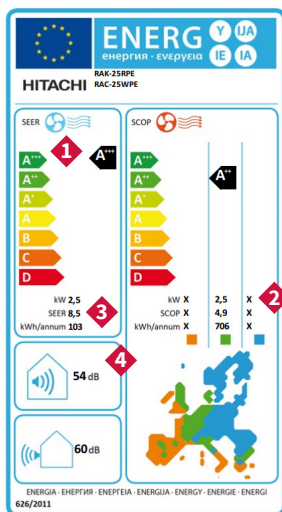 ENERG Y IJA
енергия · ενεργεια IE IA
HITACHI
RAK-25RPE
RAC-25WPE
SEER
SCOP
A+++
A++
A+
A
B
C
D
A+++
A+++
A++
A+
A
B
C
D
A++
1
kW 2,5
SEER 8,5
kWh/annum 103
3
kW X 2,5 X
SCOP X 4,9 X
kWh/annum X 706 X
2
54 dB
4
60 dB
ENERGIA · ЕНЕРГИЯ · ΕΝΕΡΓΕΙΑ · ENERGIJA · ENERGY · ENERGIE · ENERGI
626/2011